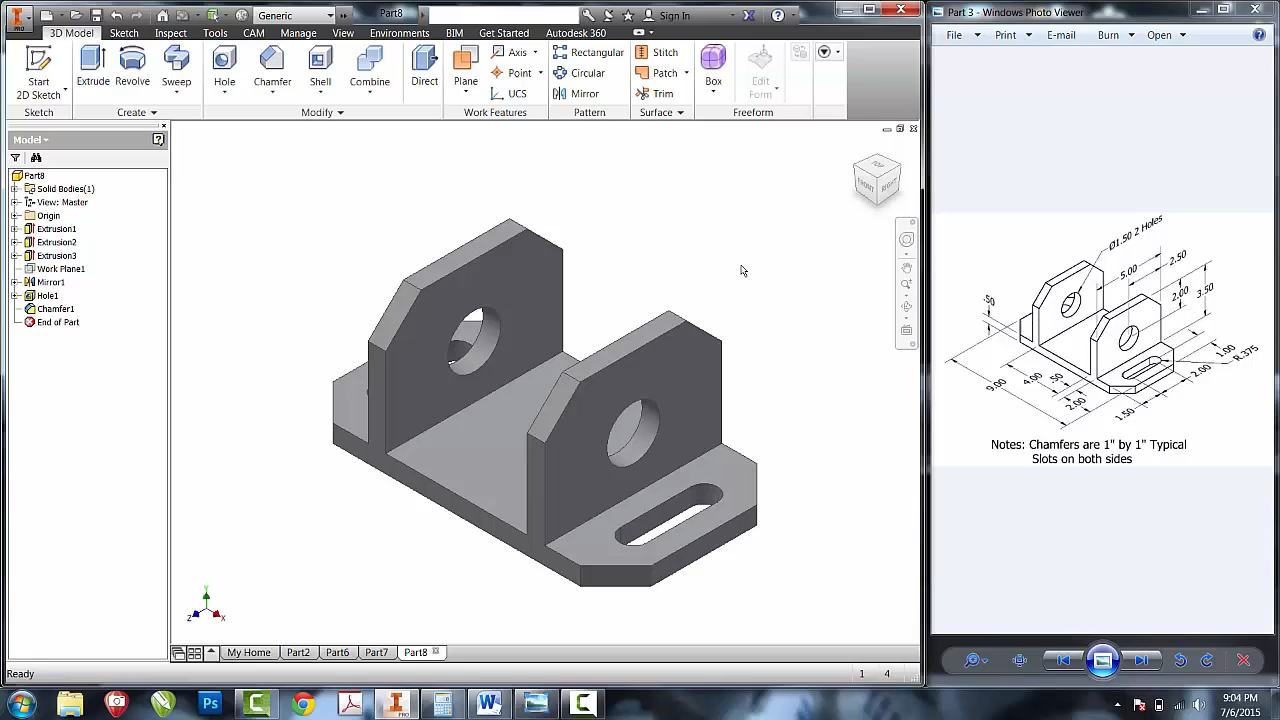 Generic
Part8
Sign In
3D Model
Sketch
Inspect
Tools
CAM
Manage
View
Environments
BIM
Get Started
Autodesk 360
Start
2D Sketch
Extrude
Revolve
Sweep
Hole
Chamfer
Shell
Combine
Direct
Plane
Axis
Point
UCS
Rectangular
Circular
Mirror
Stitch
Patch
Trim
Box
Edit
Form
Sketch
Create
Modify
Work Features
Pattern
Surface
Freeform
Model
Part8
Solid Bodies(1)
View: Master
Origin
Extrusion1
Extrusion2
Extrusion3
Work Plane1
Mirror1
Hole1
Chamfer1
End of Part
TOP
FRONT
RIGHT
Y
Z
X
My Home
Part2
Part6
Part7
Part8
Ready
1
4
Part 3 - Windows Photo Viewer
File
Print
E-mail
Burn
Open
Ø1.50 2 Holes
5.00
2.50
2.00
3.50
.50
1.00
R.375
9.00
4.00
.50
2.00
2.00
1.50
Notes: Chamfers are 1" by 1" Typical
Slots on both sides
PRO
Ps
PRO
9:04 PM
7/6/2015